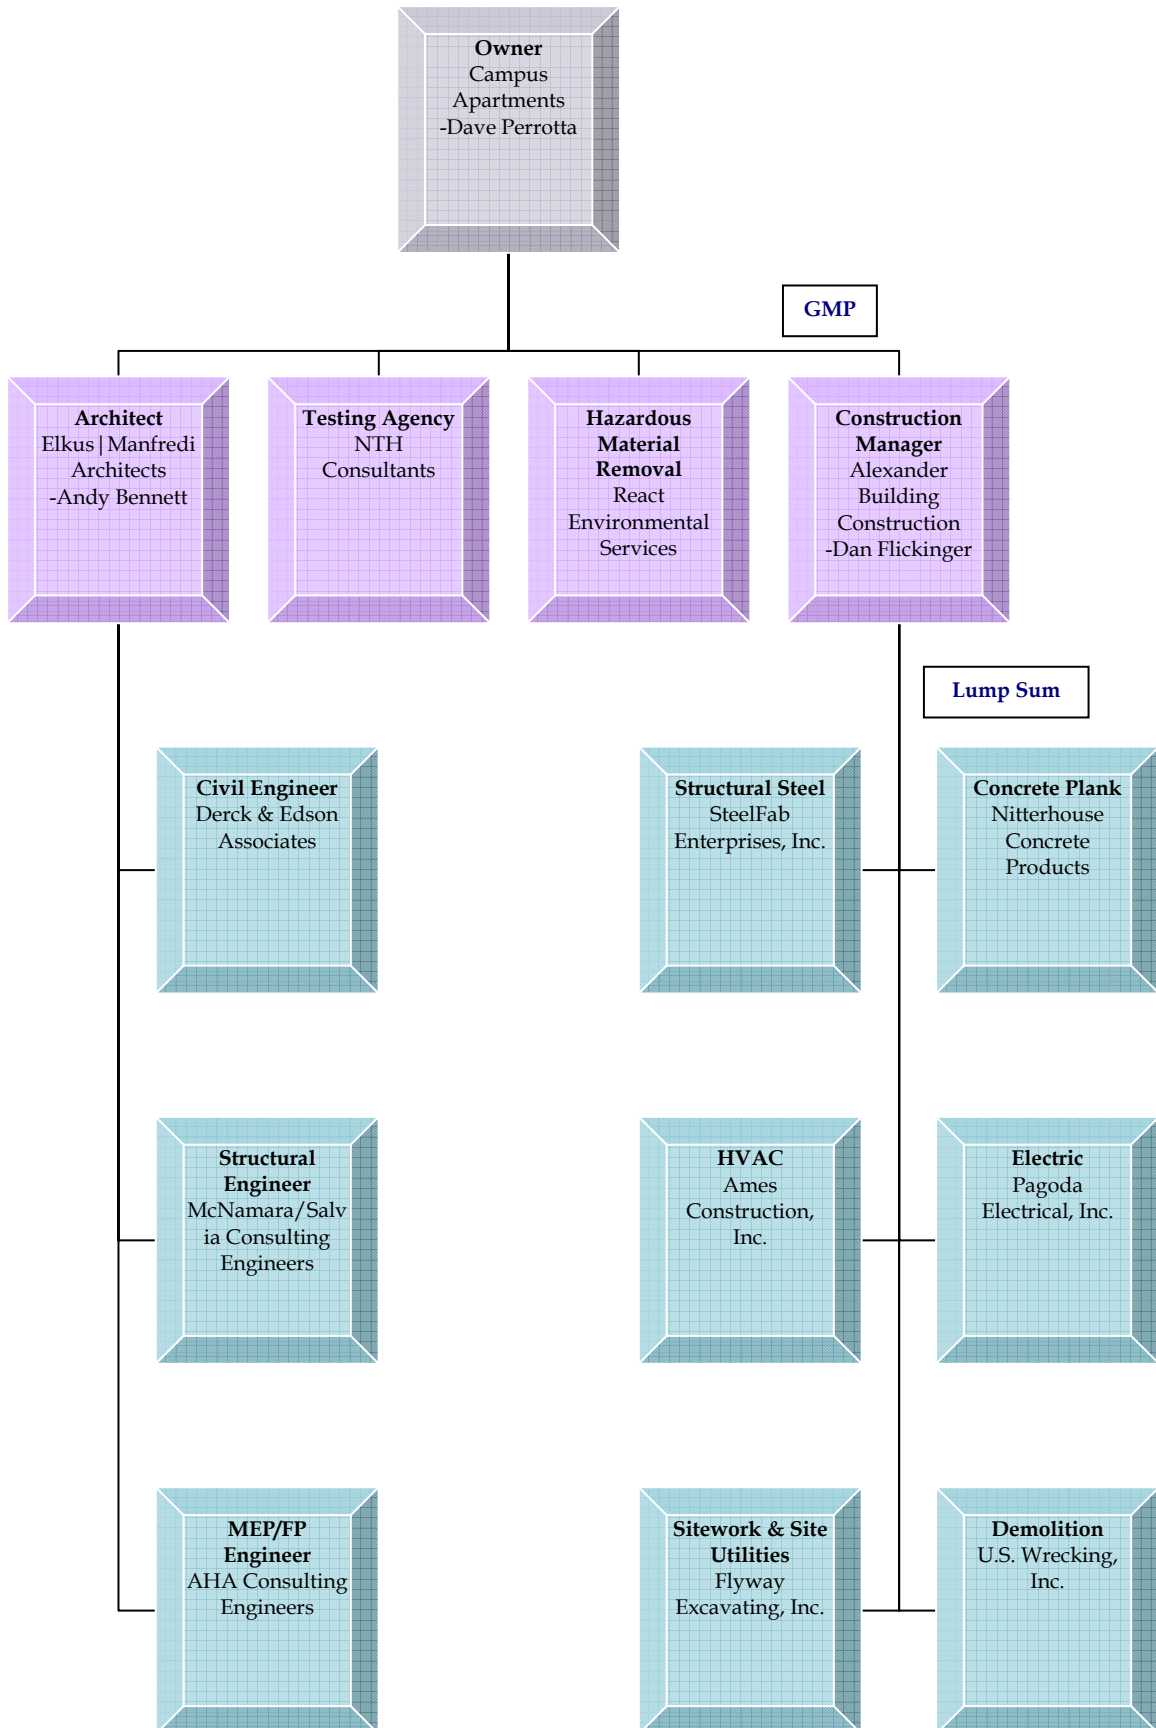 Owner
Campus
Apartments
-Dave Perrotta
GMP
Architect
Elkus|Manfredi
Architects
-Andy Bennett
Testing Agency
NTH
Consultants
Hazardous
Material
Removal
React
Environmental
Services
Construction
Manager
Alexander
Building
Construction
-Dan Flickinger
Lump Sum
Civil Engineer
Derck & Edson
Associates
Structural Steel
SteelFab
Enterprises, Inc.
Concrete Plank
Nitterhouse
Concrete
Products
Structural
Engineer
McNamara/Salv
ia Consulting
Engineers
HVAC
Ames
Construction,
Inc.
Electric
Pagoda
Electrical, Inc.
MEP/FP
Engineer
AHA Consulting
Engineers
Sitework & Site
Utilities
Flyway
Excavating, Inc.
Demolition
U.S. Wrecking,
Inc.